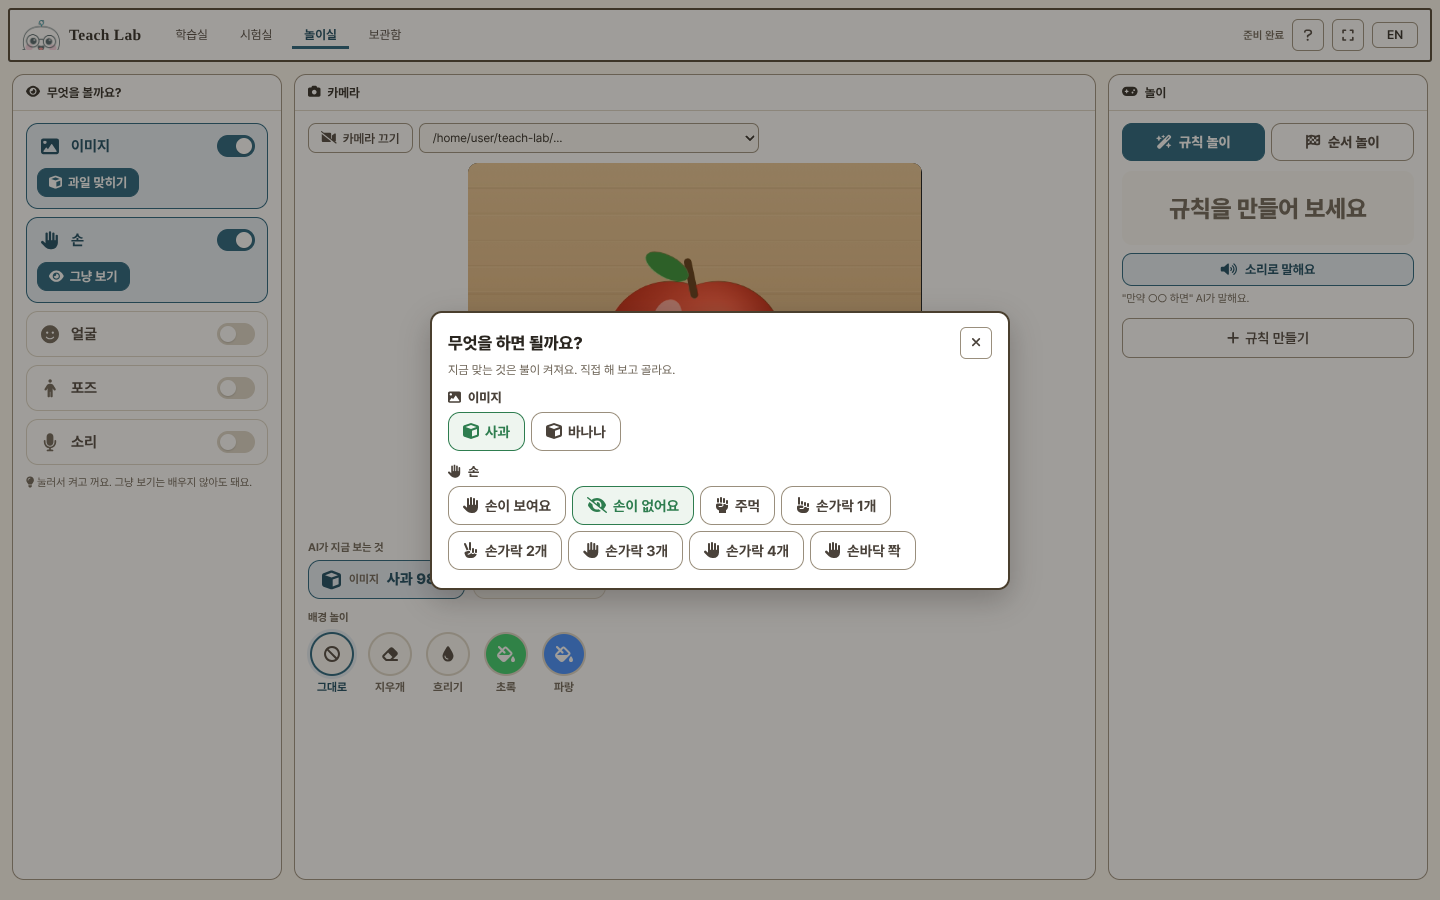 Teach Lab 학습실 시험실 놀이실 보관함 준비 완료 ? EN
무엇을 볼까요?
이미지
과일 맞히기
손
그냥 보기
얼굴
포즈
소리
눌러서 켜고 꺼요. 그냥 보기는 배우지 않아도 돼요.
카메라
카메라 끄기 /home/user/teach-lab/...
무엇을 하면 될까요?
지금 맞는 것은 불이 켜져요. 직접 해 보고 골라요.
이미지
사과 바나나
손
손이 보여요 손이 없어요 주먹 손가락 1개
손가락 2개 손가락 3개 손가락 4개 손바닥 쫙
AI가 지금 보는 것
이미지 사과
배경 놀이
그대로 지우개 흐리기 초록 파랑
놀이
규칙 놀이 순서 놀이
규칙을 만들어 보세요
소리로 말해요
"만약 ○○ 하면" AI가 말해요.
규칙 만들기